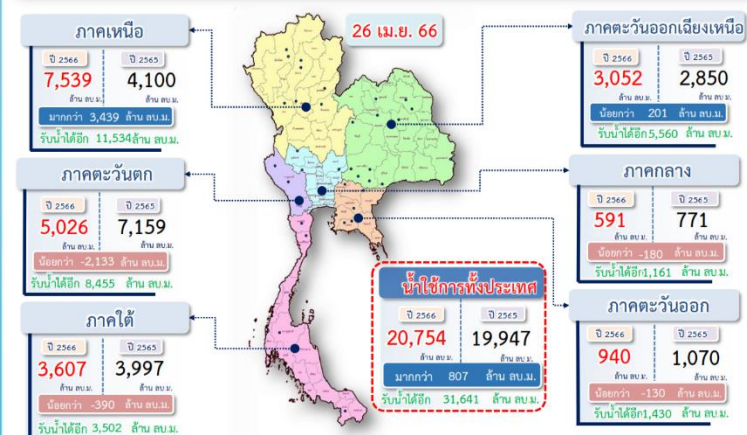 26 เม.ย. 66
ภาคเหนือ
ปี 2566 ปี 2565
7,539 4,100
ล้าน ลบ.ม. ล้าน ลบ.ม.
มากกว่า 3,439 ล้าน ลบ.ม.
รับน้ำได้อีก 11,534 ล้าน ลบ.ม.
ภาคตะวันออกเฉียงเหนือ
ปี 2566 ปี 2565
3,052 2,850
ล้าน ลบ.ม. ล้าน ลบ.ม.
น้อยกว่า 201 ล้าน ลบ.ม.
รับน้ำได้อีก 5,560 ล้าน ลบ.ม.
ภาคตะวันตก
ปี 2566 ปี 2565
5,026 7,159
ล้าน ลบ.ม. ล้าน ลบ.ม.
น้อยกว่า -2,133 ล้าน ลบ.ม.
รับน้ำได้อีก 8,455 ล้าน ลบ.ม.
ภาคกลาง
ปี 2566 ปี 2565
591 771
ล้าน ลบ.ม. ล้าน ลบ.ม.
น้อยกว่า -180 ล้าน ลบ.ม.
รับน้ำได้อีก 1,161 ล้าน ลบ.ม.
ภาคใต้
ปี 2566 ปี 2565
3,607 3,997
ล้าน ลบ.ม. ล้าน ลบ.ม.
น้อยกว่า -390 ล้าน ลบ.ม.
รับน้ำได้อีก 3,502 ล้าน ลบ.ม.
น้ำใช้การทั้งประเทศ
ปี 2566 ปี 2565
20,754 19,947
ล้าน ลบ.ม. ล้าน ลบ.ม.
มากกว่า 807 ล้าน ลบ.ม.
รับน้ำได้อีก 31,641 ล้าน ลบ.ม.
ภาคตะวันออก
ปี 2566 ปี 2565
940 1,070
ล้าน ลบ.ม. ล้าน ลบ.ม.
น้อยกว่า -130 ล้าน ลบ.ม.
รับน้ำได้อีก 1,430 ล้าน ลบ.ม.